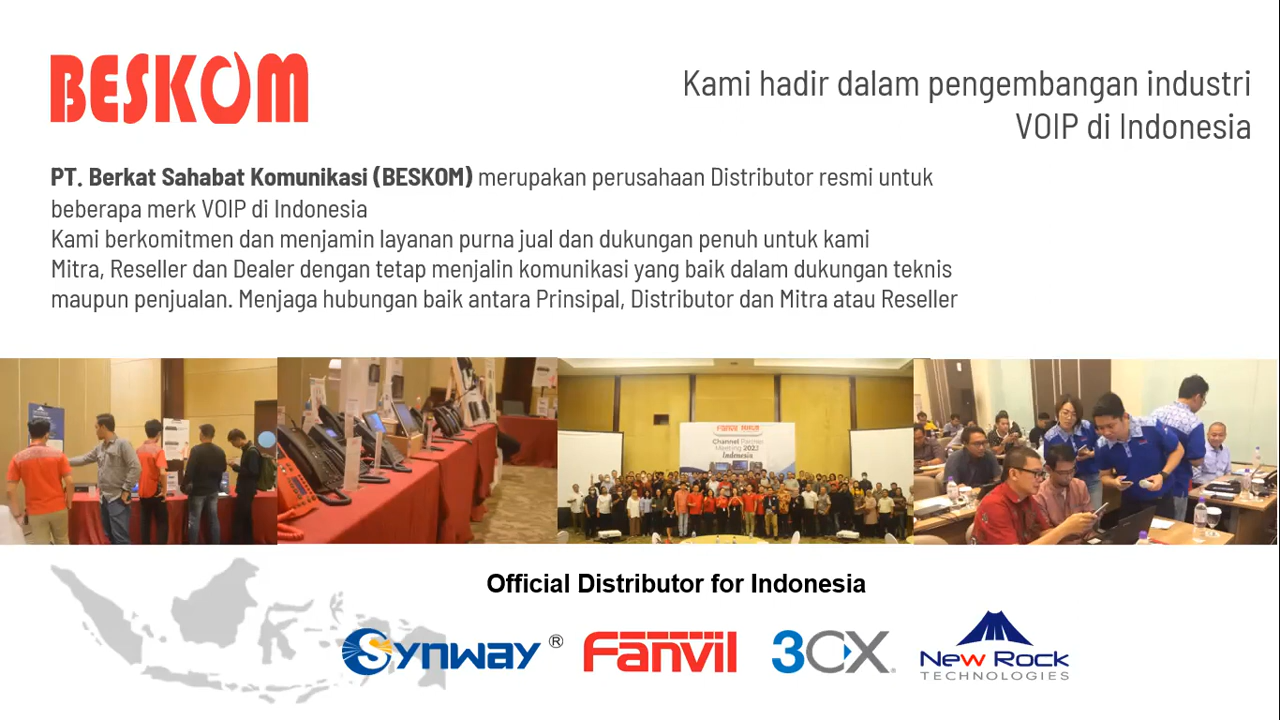 BESKOM
Kami hadir dalam pengembangan industri
VOIP di Indonesia
PT. Berkat Sahabat Komunikasi (BESKOM) merupakan perusahaan Distributor resmi untuk
beberapa merk VOIP di Indonesia
Kami berkomitmen dan menjamin layanan purna jual dan dukungan penuh untuk kami
Mitra, Reseller dan Dealer dengan tetap menjalin komunikasi yang baik dalam dukungan teknis
maupun penjualan. Menjaga hubungan baik antara Prinsipal, Distributor dan Mitra atau Reseller
Channel Partner
Meeting 2022
Indonesia
Official Distributor for Indonesia
Synway ®
Fanvil
3CX
New Rock
TECHNOLOGIES